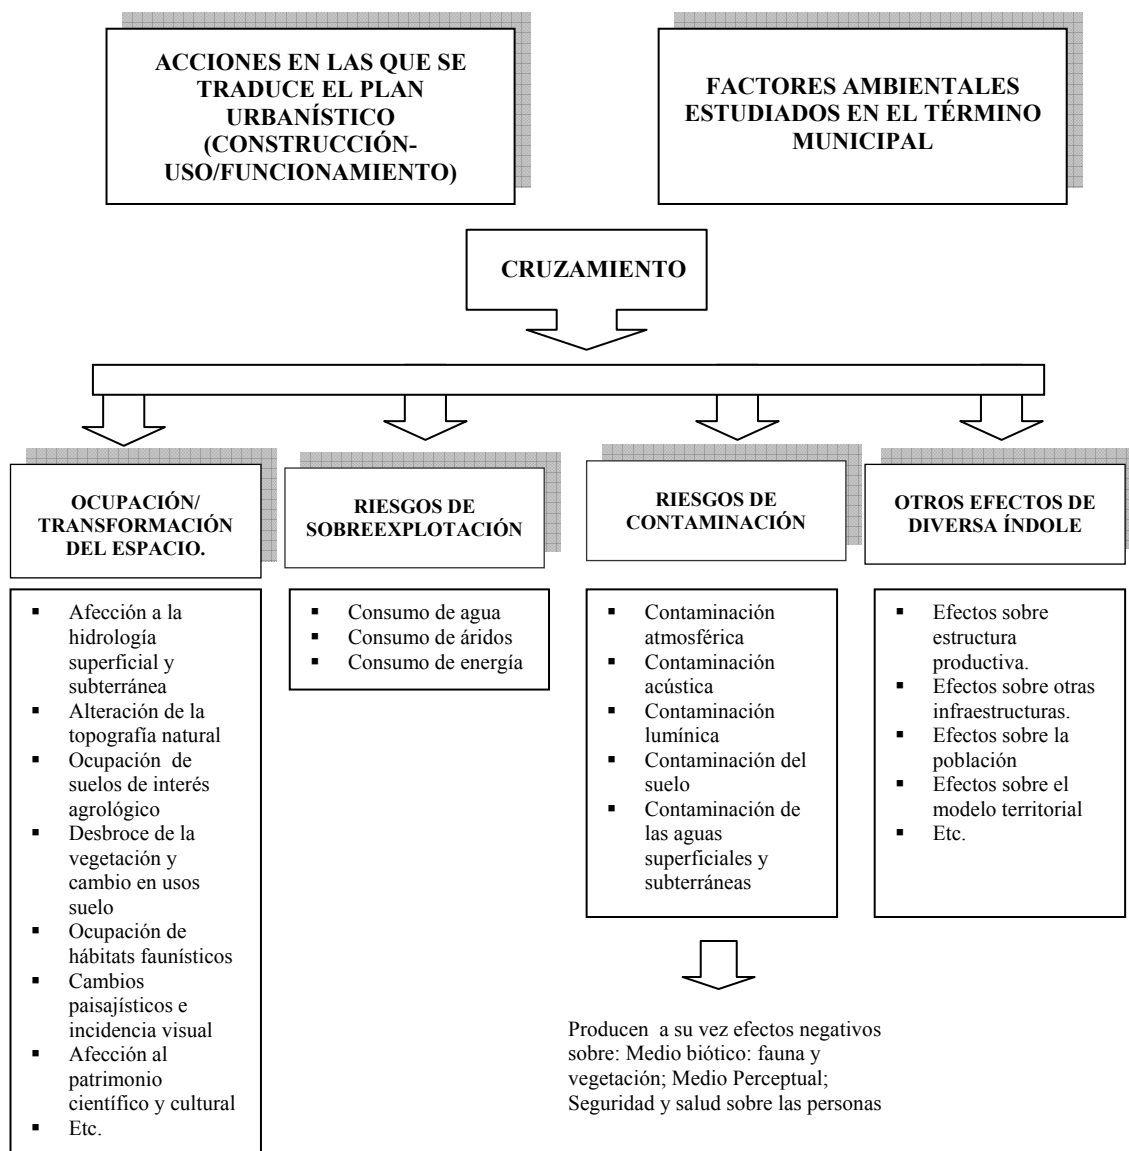 ACCIONES EN LAS QUE SE
TRADUCE EL PLAN
URBANÍSTICO
(CONSTRUCCIÓN-
USO/FUNCIONAMIENTO)
FACTORES AMBIENTALES
ESTUDIADOS EN EL TÉRMINO
MUNICIPAL
CRUZAMIENTO
OCUPACIÓN/
TRANSFORMACIÓN
DEL ESPACIO.
▪ Afección a la
hidrología
superficial y
subterránea
▪ Alteración de la
topografía natural
▪ Ocupación de
suelos de interés
agrológico
▪ Desbroce de la
vegetación y
cambio en usos
suelo
▪ Ocupación de
hábitats faunísticos
▪ Cambios
paisajísticos e
incidencia visual
▪ Afección al
patrimonio
científico y cultural
▪ Etc.
RIESGOS DE
SOBREEXPLOTACIÓN
▪ Consumo de agua
▪ Consumo de áridos
▪ Consumo de energía
RIESGOS DE
CONTAMINACIÓN
▪ Contaminación
atmosférica
▪ Contaminación
acústica
▪ Contaminación
lumínica
▪ Contaminación del
suelo
▪ Contaminación de
las aguas
superficiales y
subterráneas
Producen a su vez efectos negativos
sobre: Medio biótico: fauna y
vegetación; Medio Perceptual;
Seguridad y salud sobre las personas
OTROS EFECTOS DE
DIVERSA ÍNDOLE
▪ Efectos sobre
estructura
productiva.
▪ Efectos sobre otras
infraestructuras.
▪ Efectos sobre la
población
▪ Efectos sobre el
modelo territorial
▪ Etc.